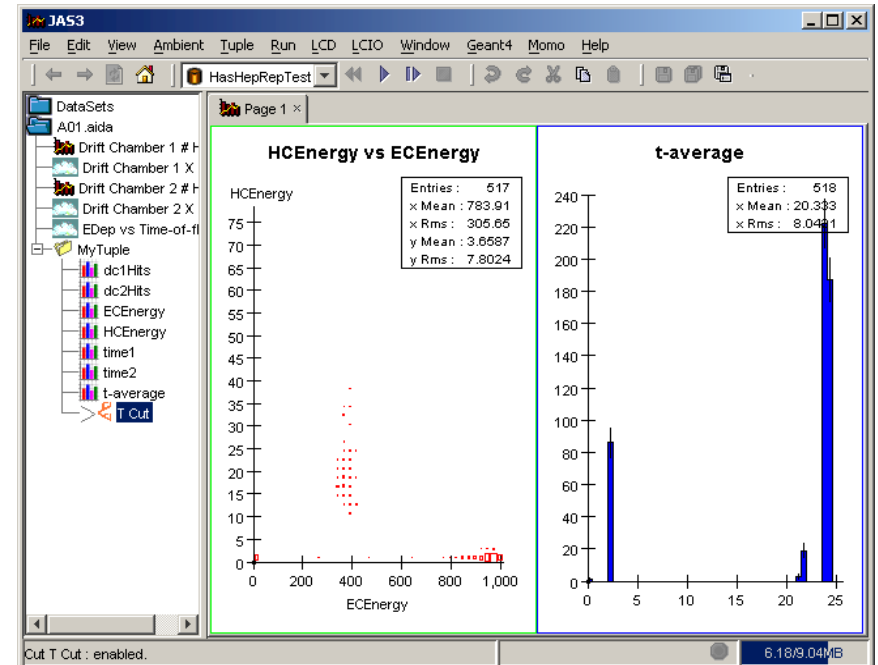 JAS3
File Edit View Ambient Tuple Run LCD LCIO Window Geant4 Momo Help
HasHepRepTest
DataSets
A01.aida
Drift Chamber 1 # H
Drift Chamber 1 X
Drift Chamber 2 # H
Drift Chamber 2 X
EDep vs Time-of-fl
MyTuple
dc1Hits
dc2Hits
ECEnergy
HCEnergy
time1
time2
t-average
T Cut
Page 1 ×
HCEnergy vs ECEnergy
HCEnergy
Entries : 517
x Mean : 783.91
x Rms : 305.65
y Mean : 3.6587
y Rms : 7.8024
75
70
65
60
55
50
45
40
35
30
25
20
15
10
5
0
0 200 400 600 800 1,000
ECEnergy
t-average
Entries : 518
x Mean : 20.333
x Rms :
240
220
200
180
160
140
120
100
80
60
40
20
0
0 5 10 15 20 25
Cut T Cut : enabled.
6.18/9.04MB